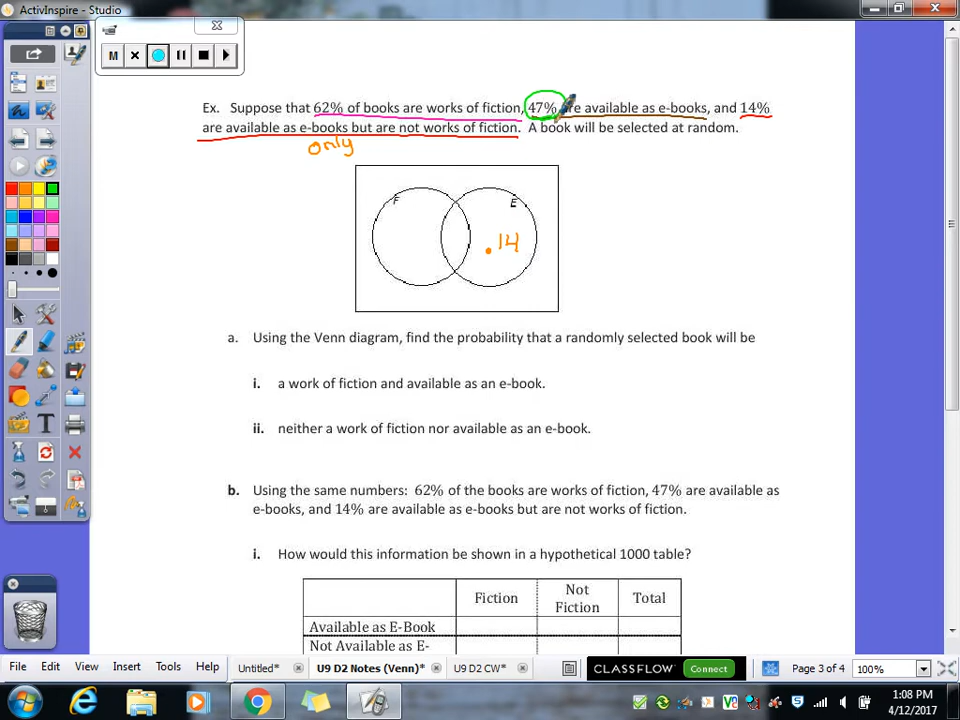 ActivInspire - Studio
M
Ex. Suppose that 62% of books are works of fiction, 47% are available as e-books, and 14%
are available as e-books but are not works of fiction. A book will be selected at random.
only
F
E
.14
a. Using the Venn diagram, find the probability that a randomly selected book will be
i. a work of fiction and available as an e-book.
ii. neither a work of fiction nor available as an e-book.
b. Using the same numbers: 62% of the books are works of fiction, 47% are available as
e-books, and 14% are available as e-books but are not works of fiction.
i. How would this information be shown in a hypothetical 1000 table?
Fiction
Not
Fiction
Total
Available as E-Book
Not Available as E-
File Edit View Insert Tasks Help Untitled* U9 D2 Notes (Venn)* U9 D2 CW* CLASSFLOW Connect Page 3 of 4 100%
1:08 PM
4/12/2017